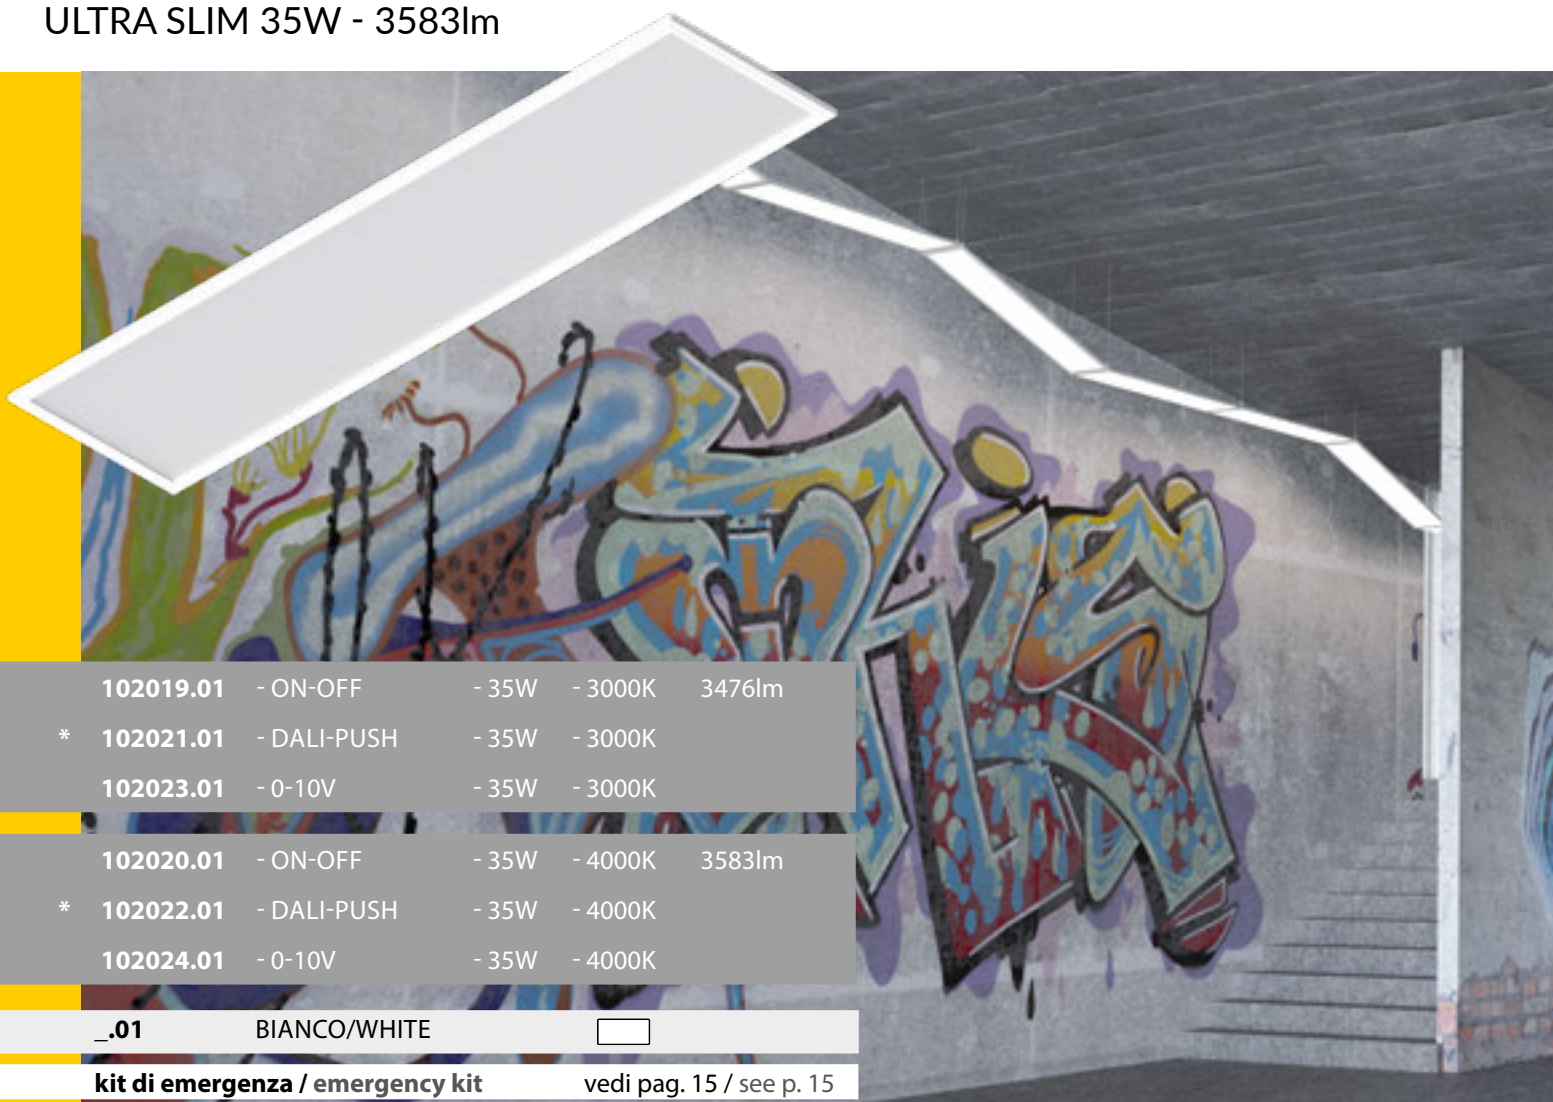 ULTRA SLIM 35W - 3583lm
102019.01 - ON-OFF - 35W - 3000K 3476lm
* 102021.01 - DALI-PUSH - 35W - 3000K
102023.01 - 0-10V - 35W - 3000K
102020.01 - ON-OFF - 35W - 4000K 3583lm
* 102022.01 - DALI-PUSH - 35W - 4000K
102024.01 - 0-10V - 35W - 4000K
_.01 BIANCO/WHITE
kit di emergenza / emergency kit vedi pag. 15 / see p. 15